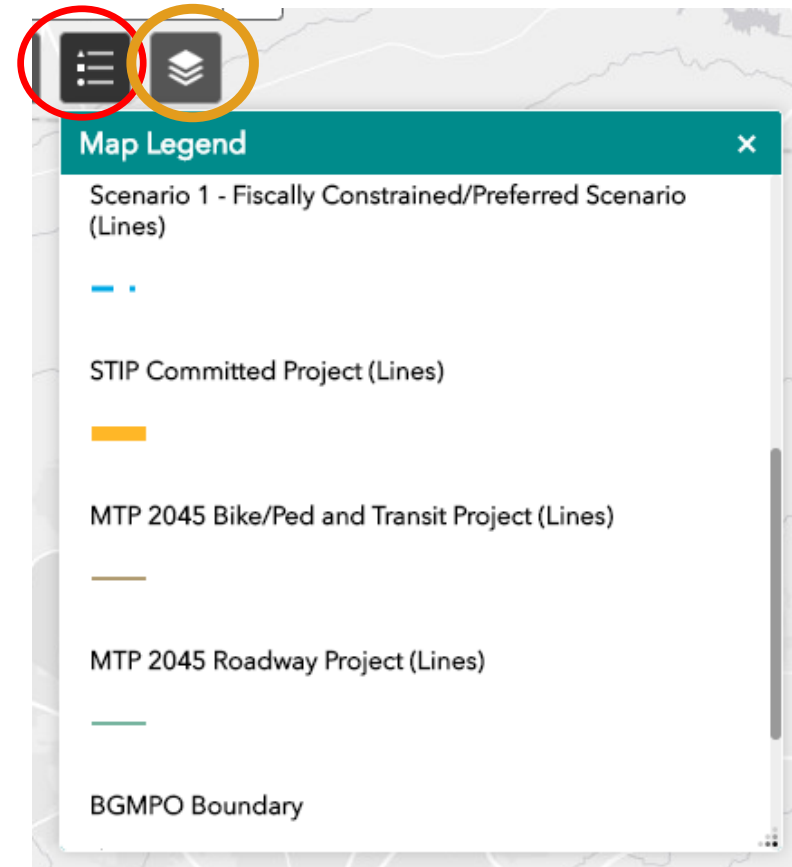 Map Legend
Scenario 1 - Fiscally Constrained/Preferred Scenario
(Lines)
STIP Committed Project (Lines)
MTP 2045 Bike/Ped and Transit Project (Lines)
MTP 2045 Roadway Project (Lines)
BGMPO Boundary